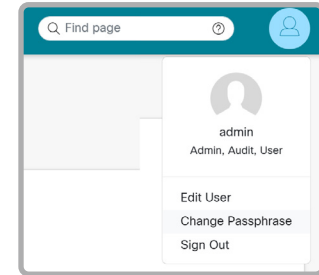 Find page
admin
Admin, Audit, User
Edit User
Change Passphrase
Sign Out